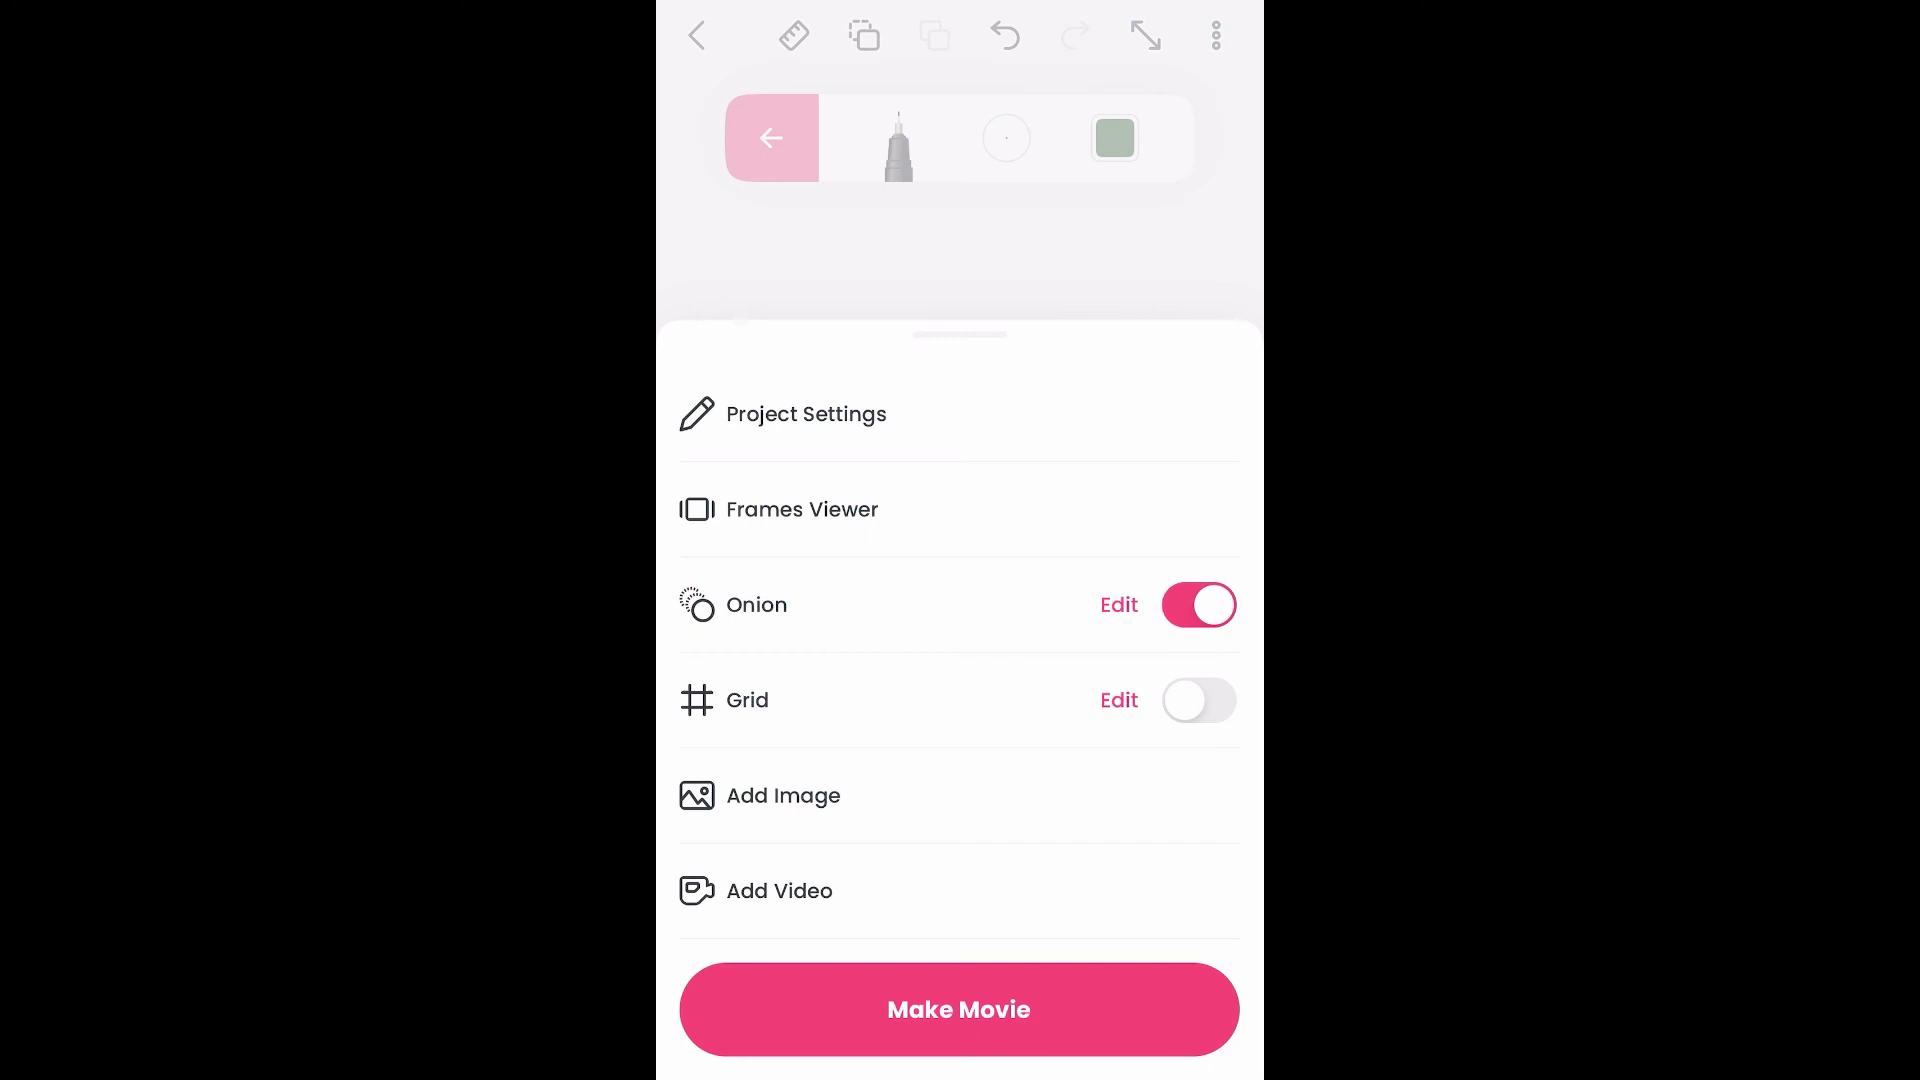 Project Settings
Frames Viewer
Onion Edit
Grid Edit
Add Image
Add Video
Make Movie